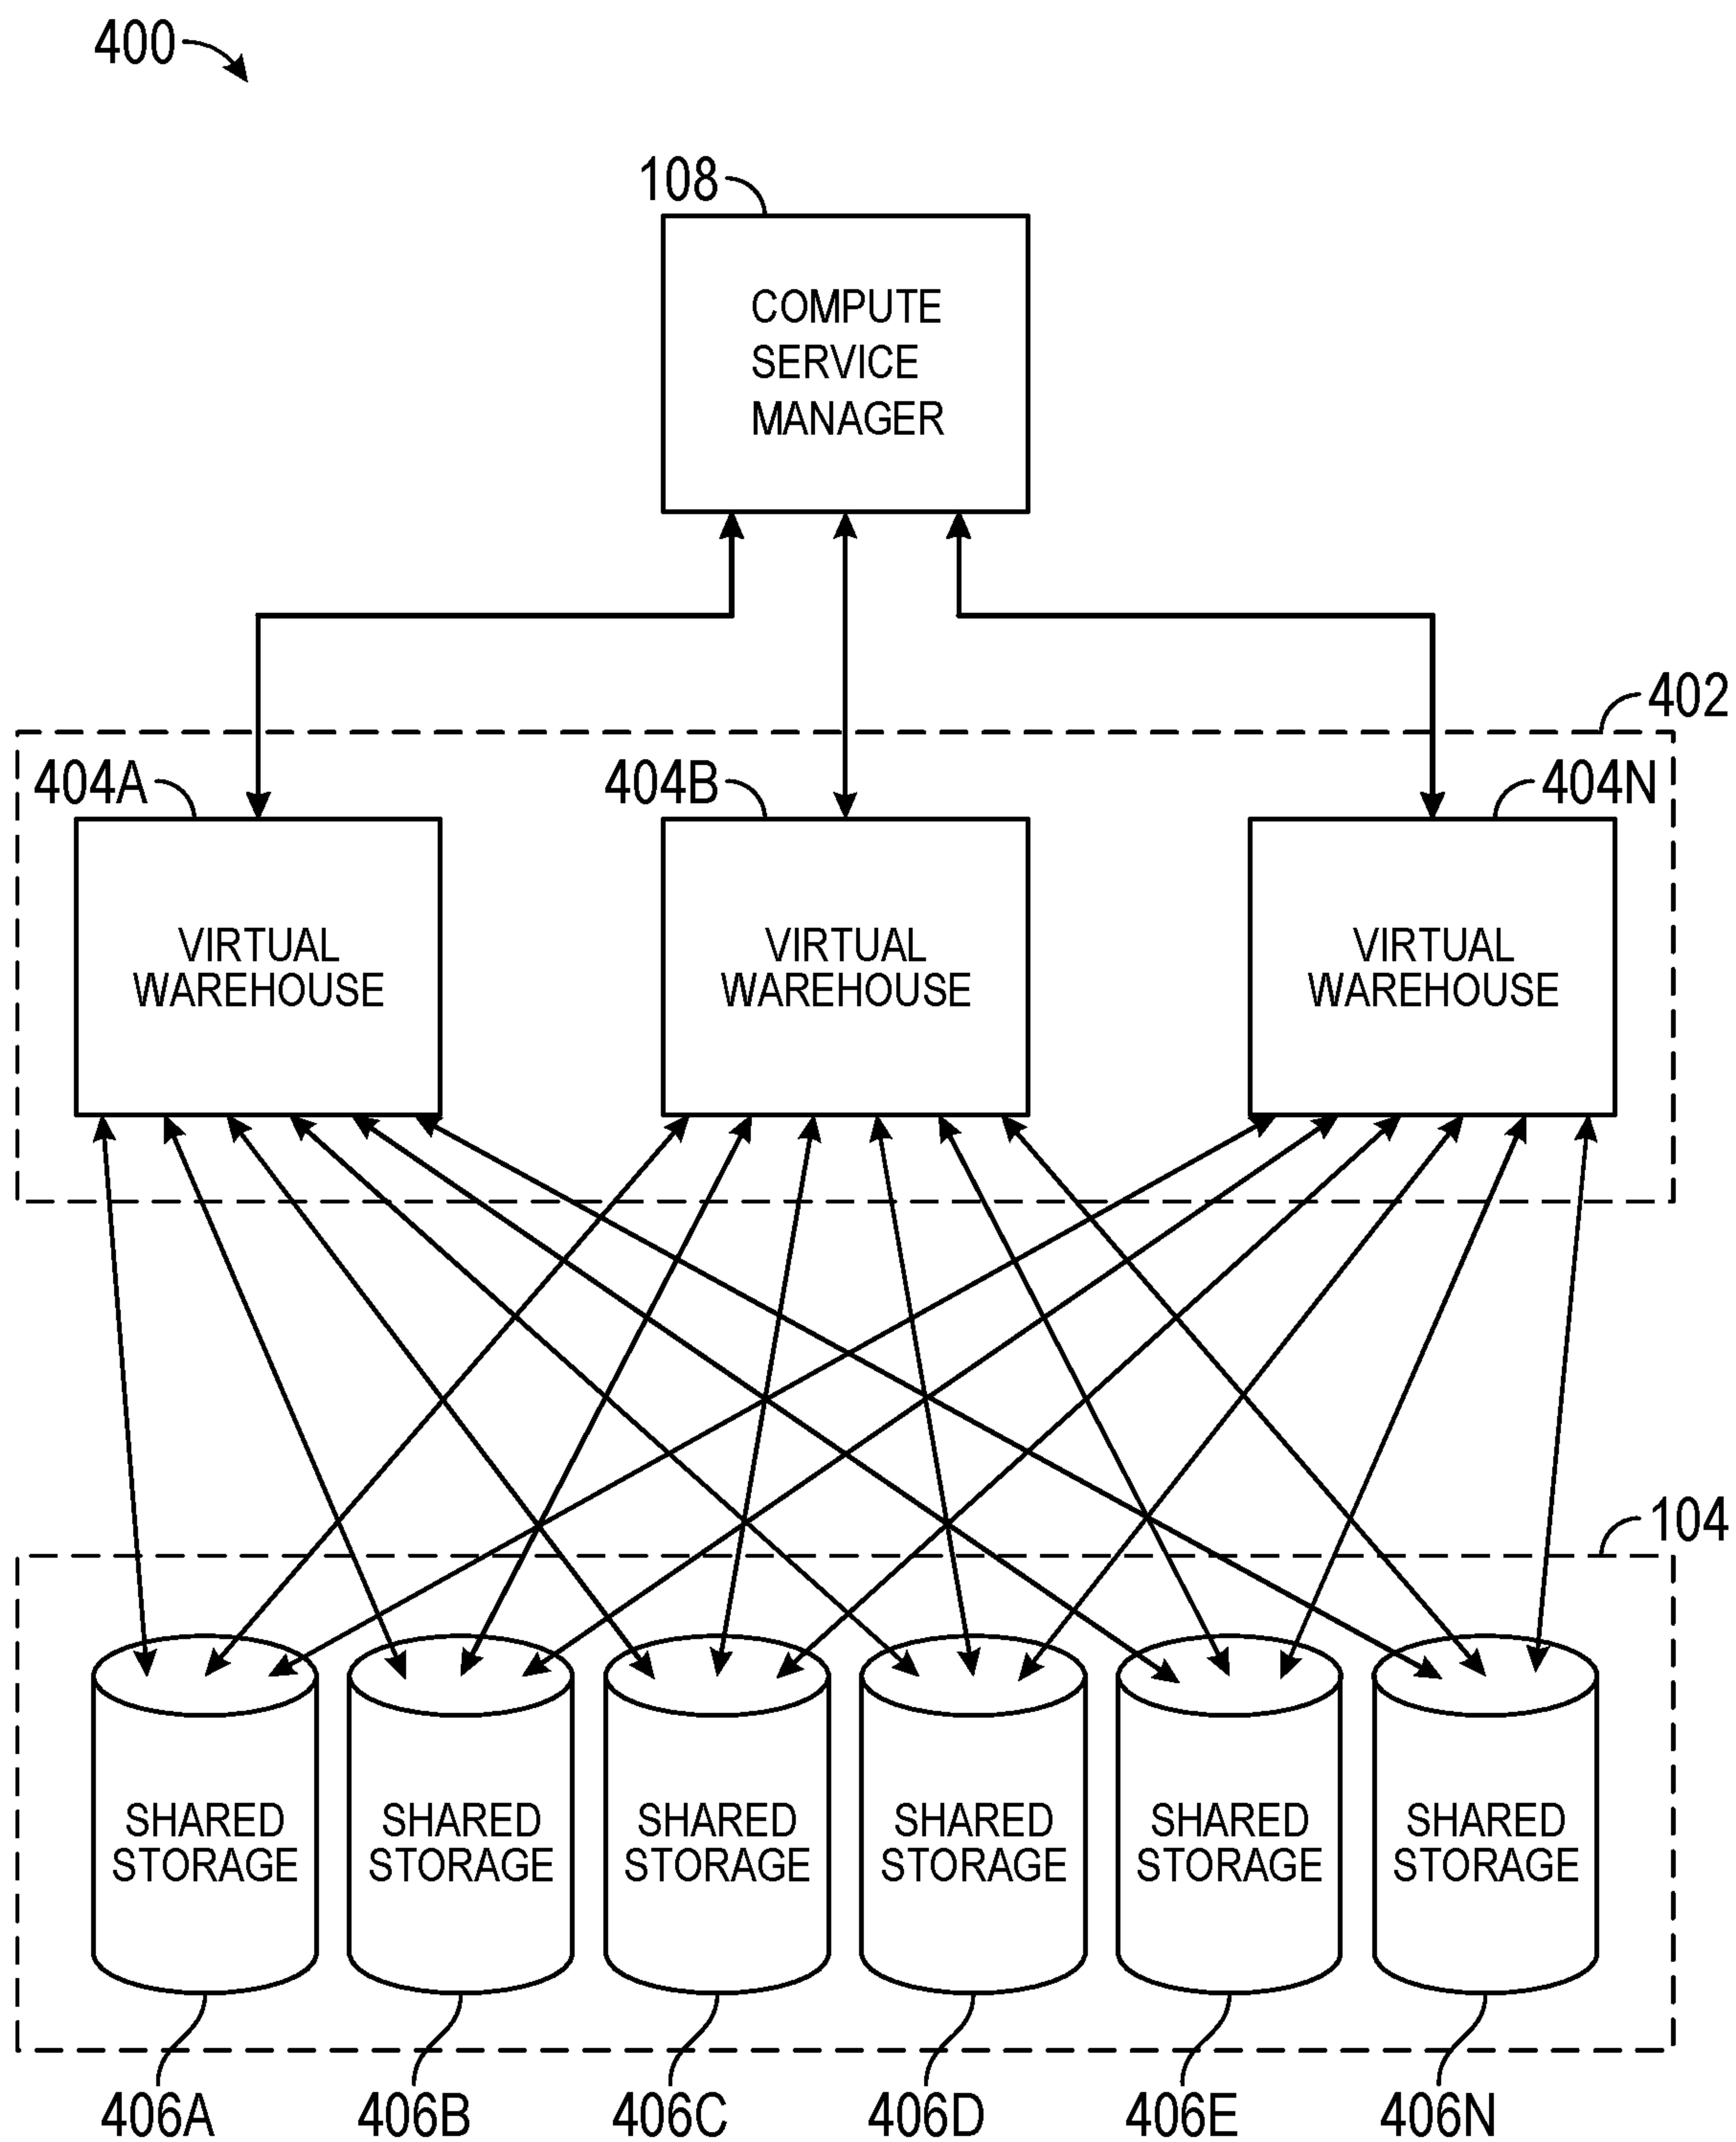 400
108
COMPUTE
SERVICE
MANAGER
402
404A
404B
404N
VIRTUAL
WAREHOUSE
VIRTUAL
WAREHOUSE
VIRTUAL
WAREHOUSE
104
SHARED
STORAGE
SHARED
STORAGE
SHARED
STORAGE
SHARED
STORAGE
SHARED
STORAGE
SHARED
STORAGE
406A
406B
406C
406D
406E
406N